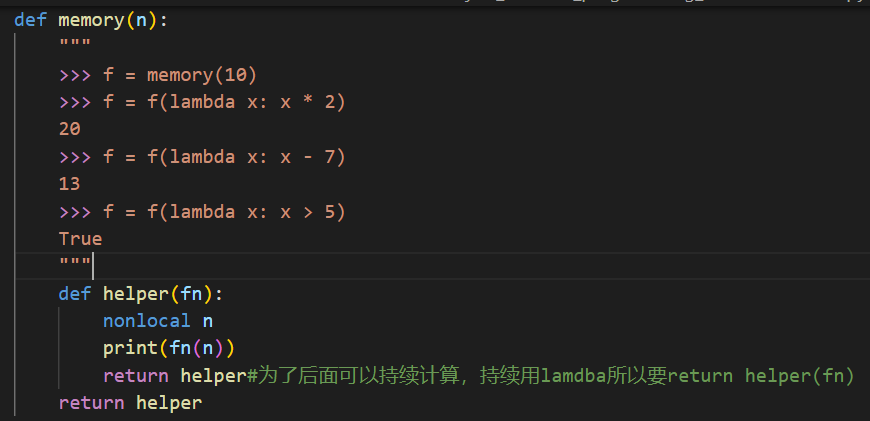 def memory(n):
    """
    >>> f = memory(10)
    >>> f = f(lambda x: x * 2)
    20
    >>> f = f(lambda x: x - 7)
    13
    >>> f = f(lambda x: x > 5)
    True
    """
    def helper(fn):
        nonlocal n
        print(fn(n))
        return helper#为了后面可以持续计算，持续用lamdba所以要return helper(fn)
    return helper